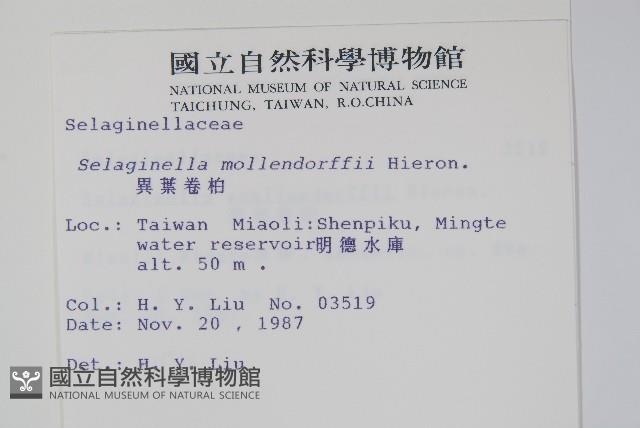 國立自然科學博物館
NATIONAL MUSEUM OF NATURAL SCIENCE
TAICHUNG, TAIWAN, R.O.CHINA
Selaginellaceae
Selaginella mollendorffii Hieron.
異葉卷柏
Loc.: Taiwan Miaoli:Shenpiku, Mingte
water reservoir明德水庫
alt. 50 m .
Col.: H. Y. Liu No. 03519
Date: Nov. 20 , 1987
Det.: H. Y. Liu
國立自然科學博物館
NATIONAL MUSEUM OF NATURAL SCIENCE